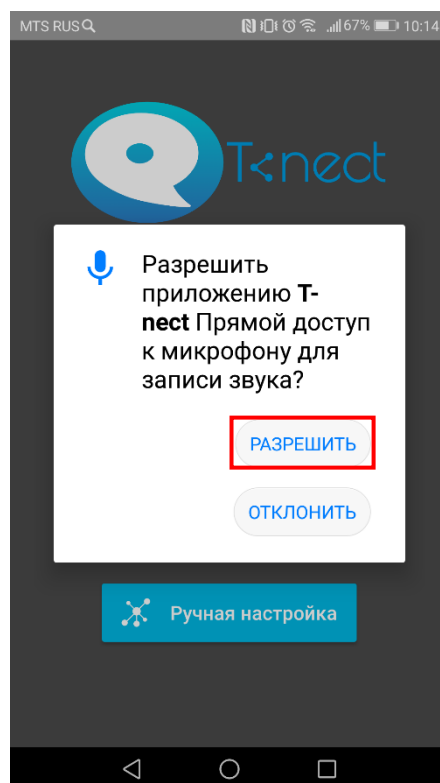 MTS RUS 67% 10:14
T-nect
Разрешить
приложению T-
nect Прямой доступ
к микрофону для
записи звука?
РАЗРЕШИТЬ
ОТКЛОНИТЬ
Ручная настройка